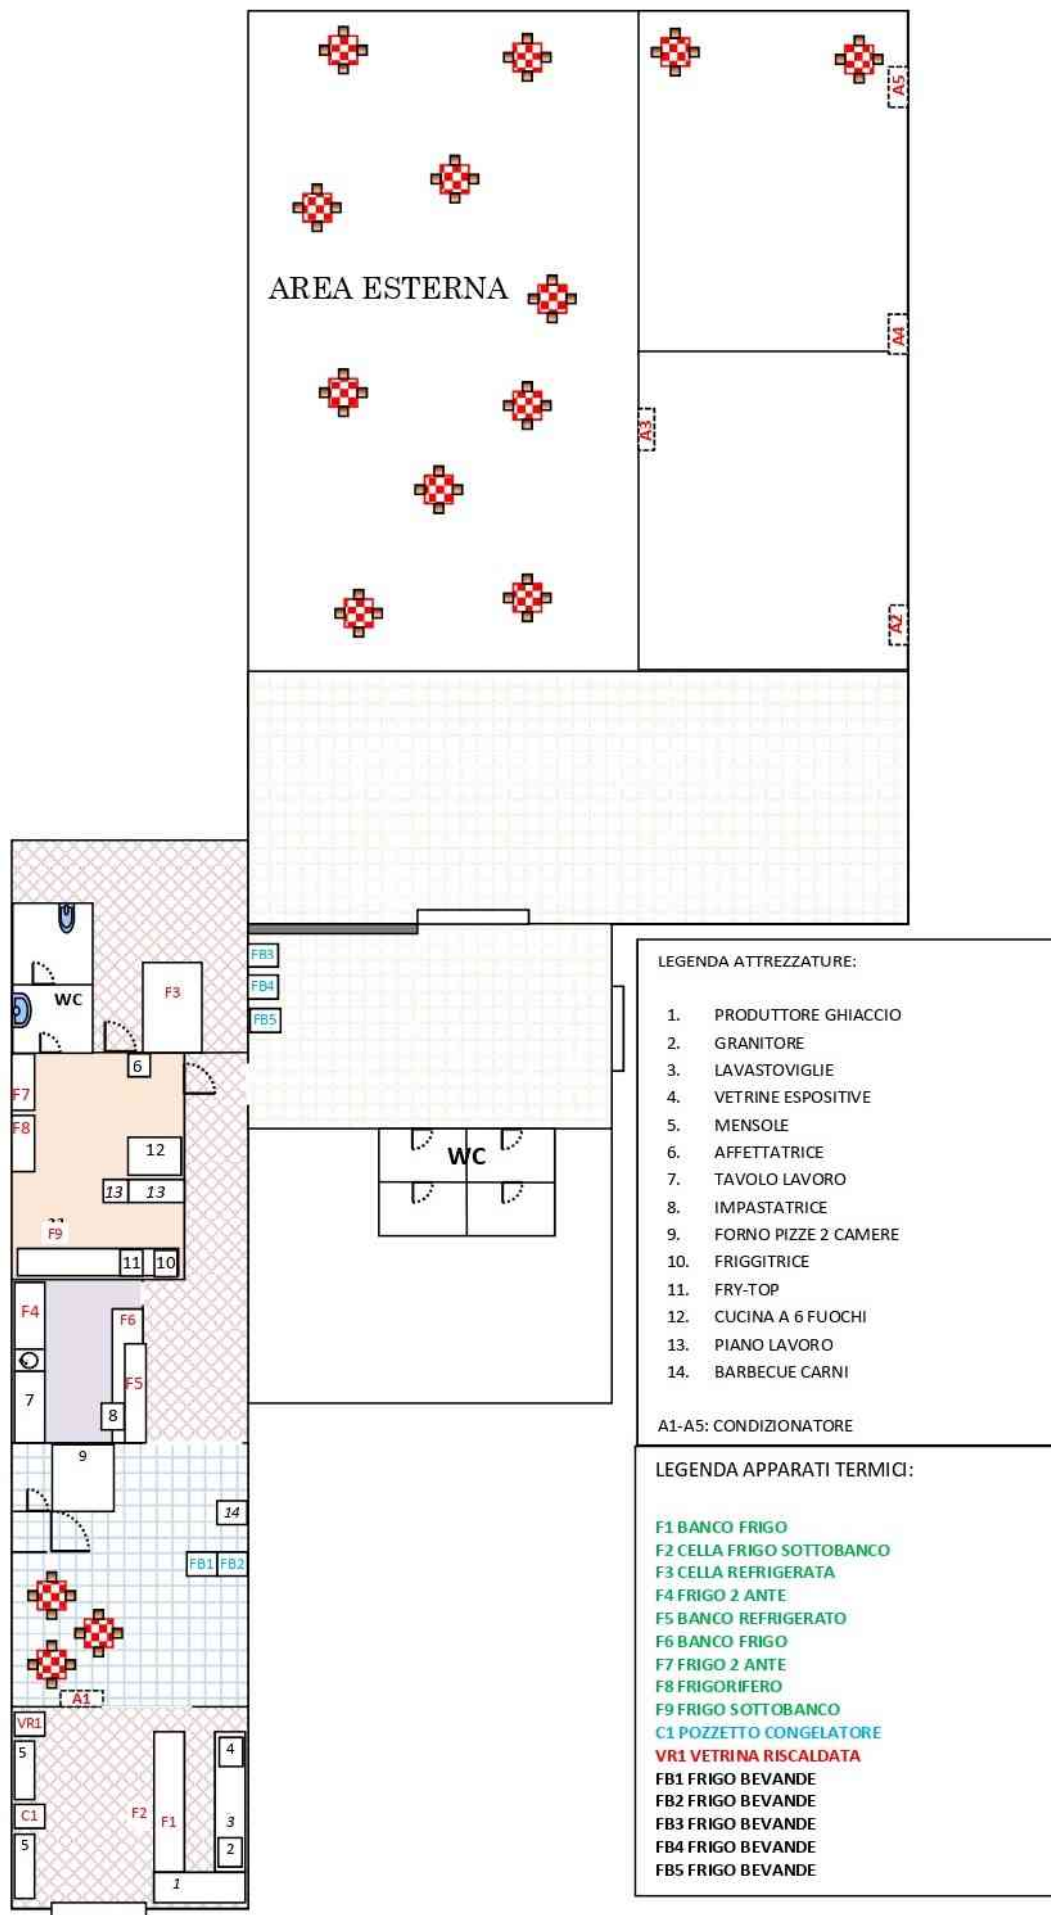 A5
AREA ESTERNA
A4
A3
A2
FB3
FB4
FB5
F3
WC
6
F7
F8
12
13
13
F9
11
10
WC
F4
F6
F5
7
8
9
14
FB1
FB2
A1
VR1
5
4
C1
F2
F1
3
5
2
1
LEGENDA ATTREZZATURE:
1. PRODUTTORE GHIACCIO
2. GRANITORE
3. LAVASTOVIGLIE
4. VETRINE ESPOSITIVE
5. MENSOLE
6. AFFETTATRICE
7. TAVOLO LAVORO
8. IMPASTATRICE
9. FORNO PIZZE 2 CAMERE
10. FRIGGITRICE
11. FRY-TOP
12. CUCINA A 6 FUOCHI
13. PIANO LAVORO
14. BARBECUE CARNI
A1-A5: CONDIZIONATORE
LEGENDA APPARATI TERMICI:
F1 BANCO FRIGO
F2 CELLA FRIGO SOTTOBANCO
F3 CELLA REFRIGERATA
F4 FRIGO 2 ANTE
F5 BANCO REFRIGERATO
F6 BANCO FRIGO
F7 FRIGO 2 ANTE
F8 FRIGORIFERO
F9 FRIGO SOTTOBANCO
C1 POZZETTO CONGELATORE
VR1 VETRINA RISCALDATA
FB1 FRIGO BEVANDE
FB2 FRIGO BEVANDE
FB3 FRIGO BEVANDE
FB4 FRIGO BEVANDE
FB5 FRIGO BEVANDE